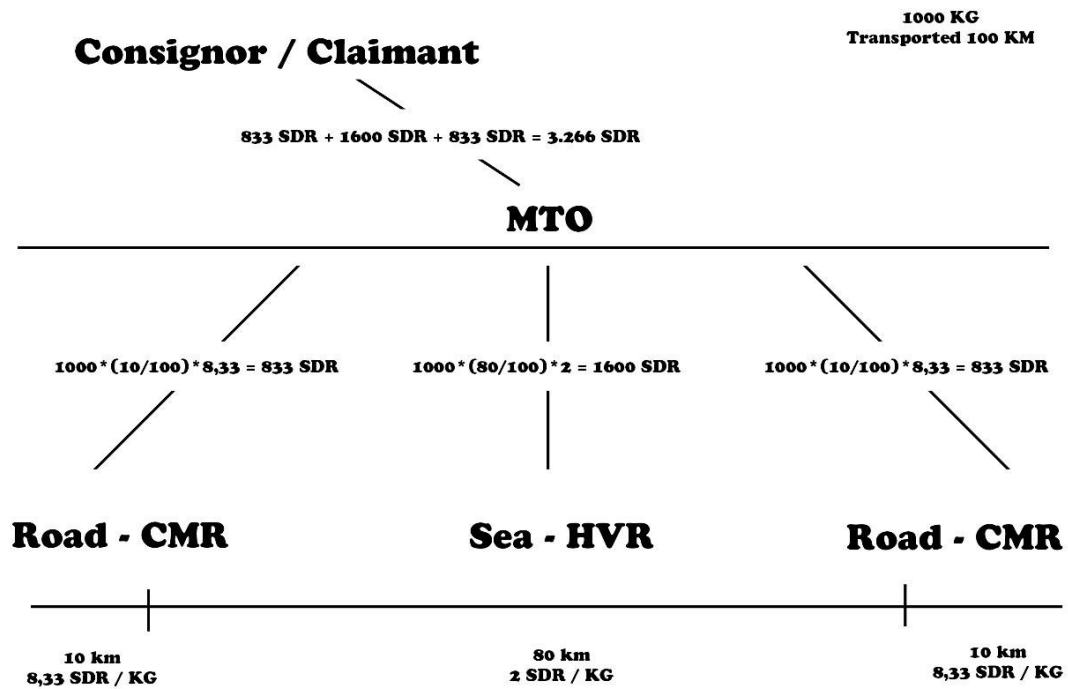 1000 KG
Transported 100 KM
Consignor / Claimant
833 SDR + 1600 SDR + 833 SDR = 3.266 SDR
MTO
1000*(10/100)*8,33 = 833 SDR
1000*(80/100)*2 = 1600 SDR
1000*(10/100)*8,33 = 833 SDR
Road - CMR
Sea - HVR
Road - CMR
10 km
8,33 SDR / KG
80 km
2 SDR / KG
10 km
8,33 SDR / KG